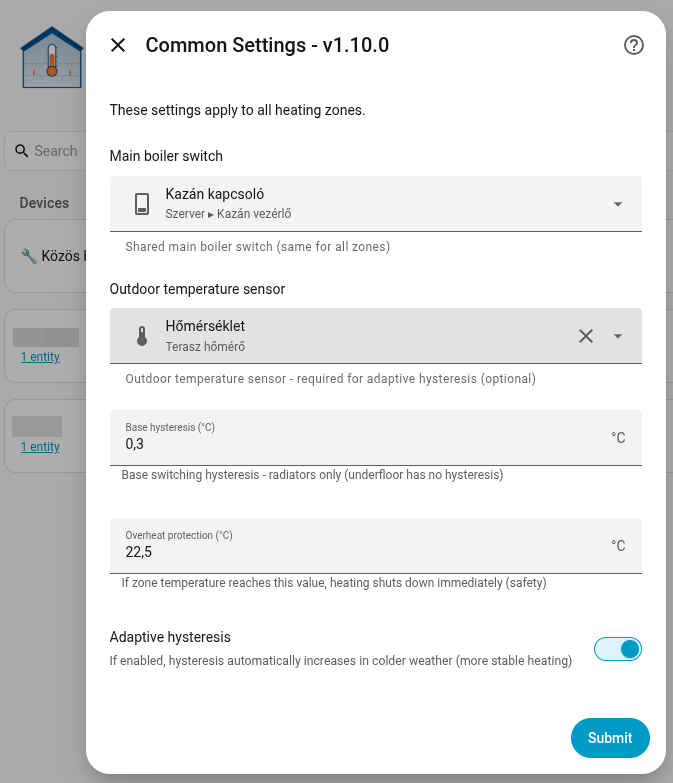 Common Settings - v1.10.0
These settings apply to all heating zones.
Main boiler switch
Kazán kapcsoló
Szerver ▸ Kazán vezérlő
Shared main boiler switch (same for all zones)
Outdoor temperature sensor
Hőmérséklet
Terasz hőmérő
Outdoor temperature sensor - required for adaptive hysteresis (optional)
Base hysteresis (°C)
0,3
°C
Base switching hysteresis - radiators only (underfloor has no hysteresis)
Overheat protection (°C)
22,5
°C
If zone temperature reaches this value, heating shuts down immediately (safety)
Adaptive hysteresis
If enabled, hysteresis automatically increases in colder weather (more stable heating)
Submit
Search
Devices
Közös
1 entity
1 entity